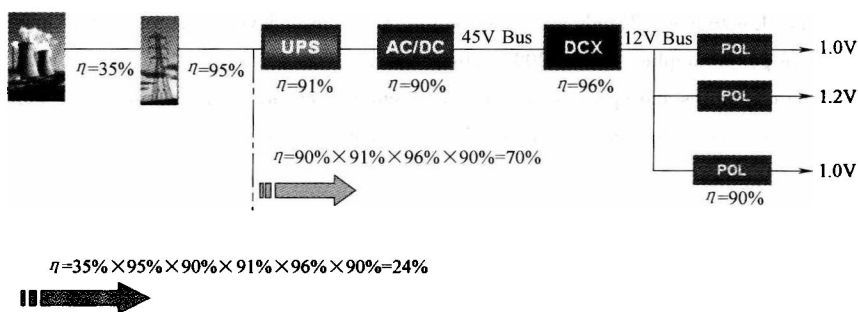 UPS AC/DC 45V Bus DCX 12V Bus POL 1.0V
η=35% η=95% η=91% η=90% η=96%
POL 1.2V
η=90%×91%×96%×90%=70%
POL 1.0V
η=90%
η=35%×95%×90%×91%×96%×90%=24%